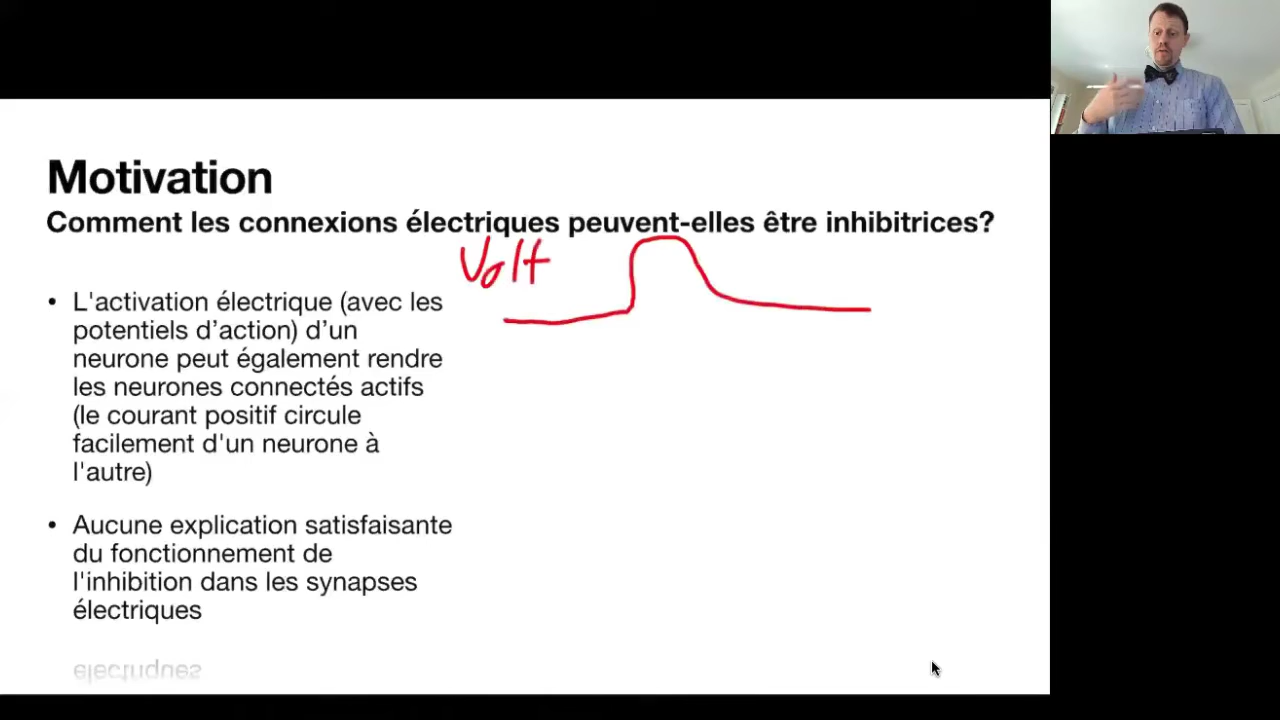 Motivation
Comment les connexions électriques peuvent-elles être inhibitrices?
Volt
• L'activation électrique (avec les
potentiels d’action) d’un
neurone peut également rendre
les neurones connectés actifs
(le courant positif circule
facilement d'un neurone à
l'autre)
• Aucune explication satisfaisante
du fonctionnement de
l'inhibition dans les synapses
électriques